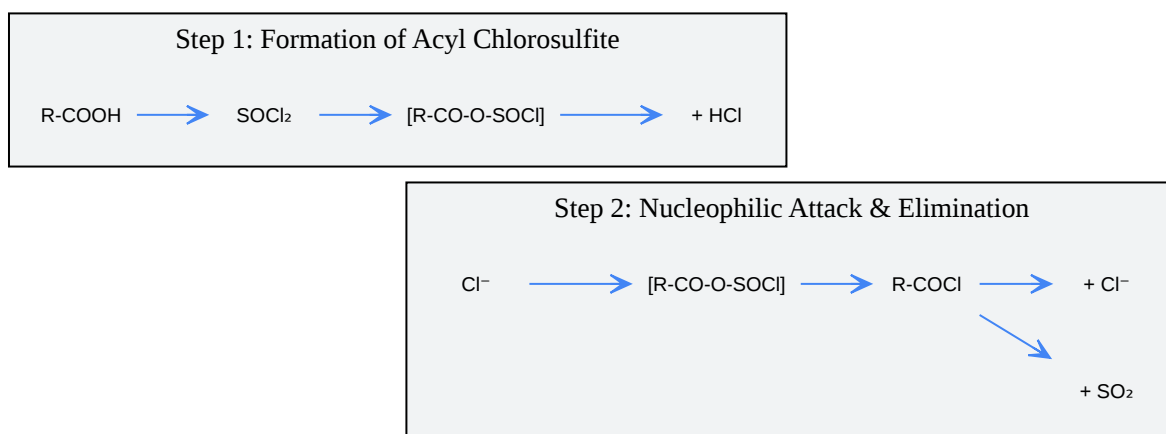 Step 1: Formation of Acyl Chlorosulfite
R-COOH SOCl₂ [R-CO-O-SOCl] + HCl
Step 2: Nucleophilic Attack & Elimination
Cl⁻ [R-CO-O-SOCl] R-COCl + Cl⁻
+ SO₂